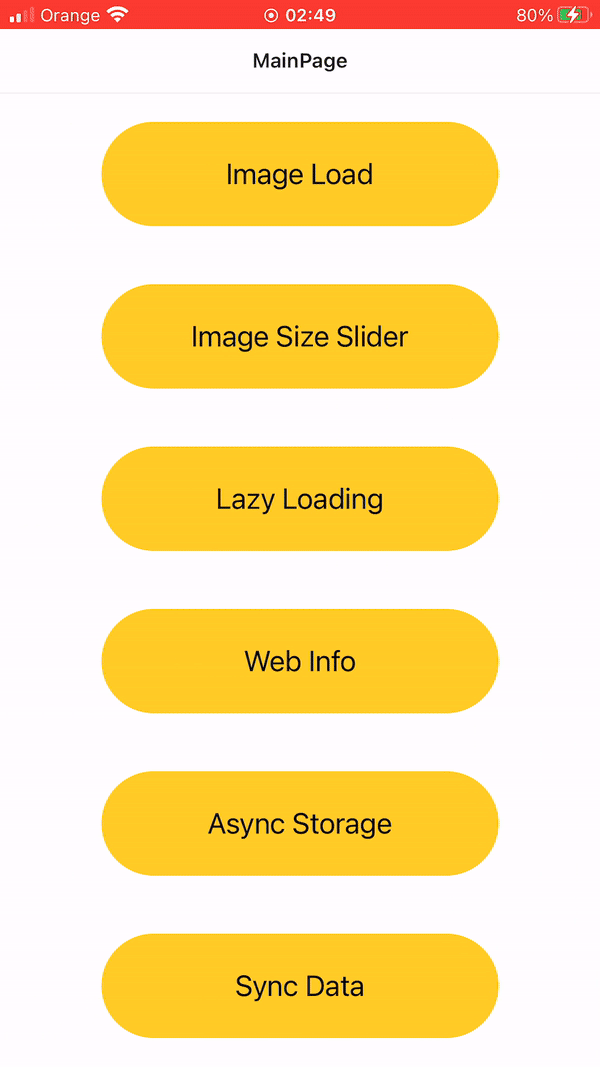 Orange 02:49 80%
MainPage
Image Load
Image Size Slider
Lazy Loading
Web Info
Async Storage
Sync Data